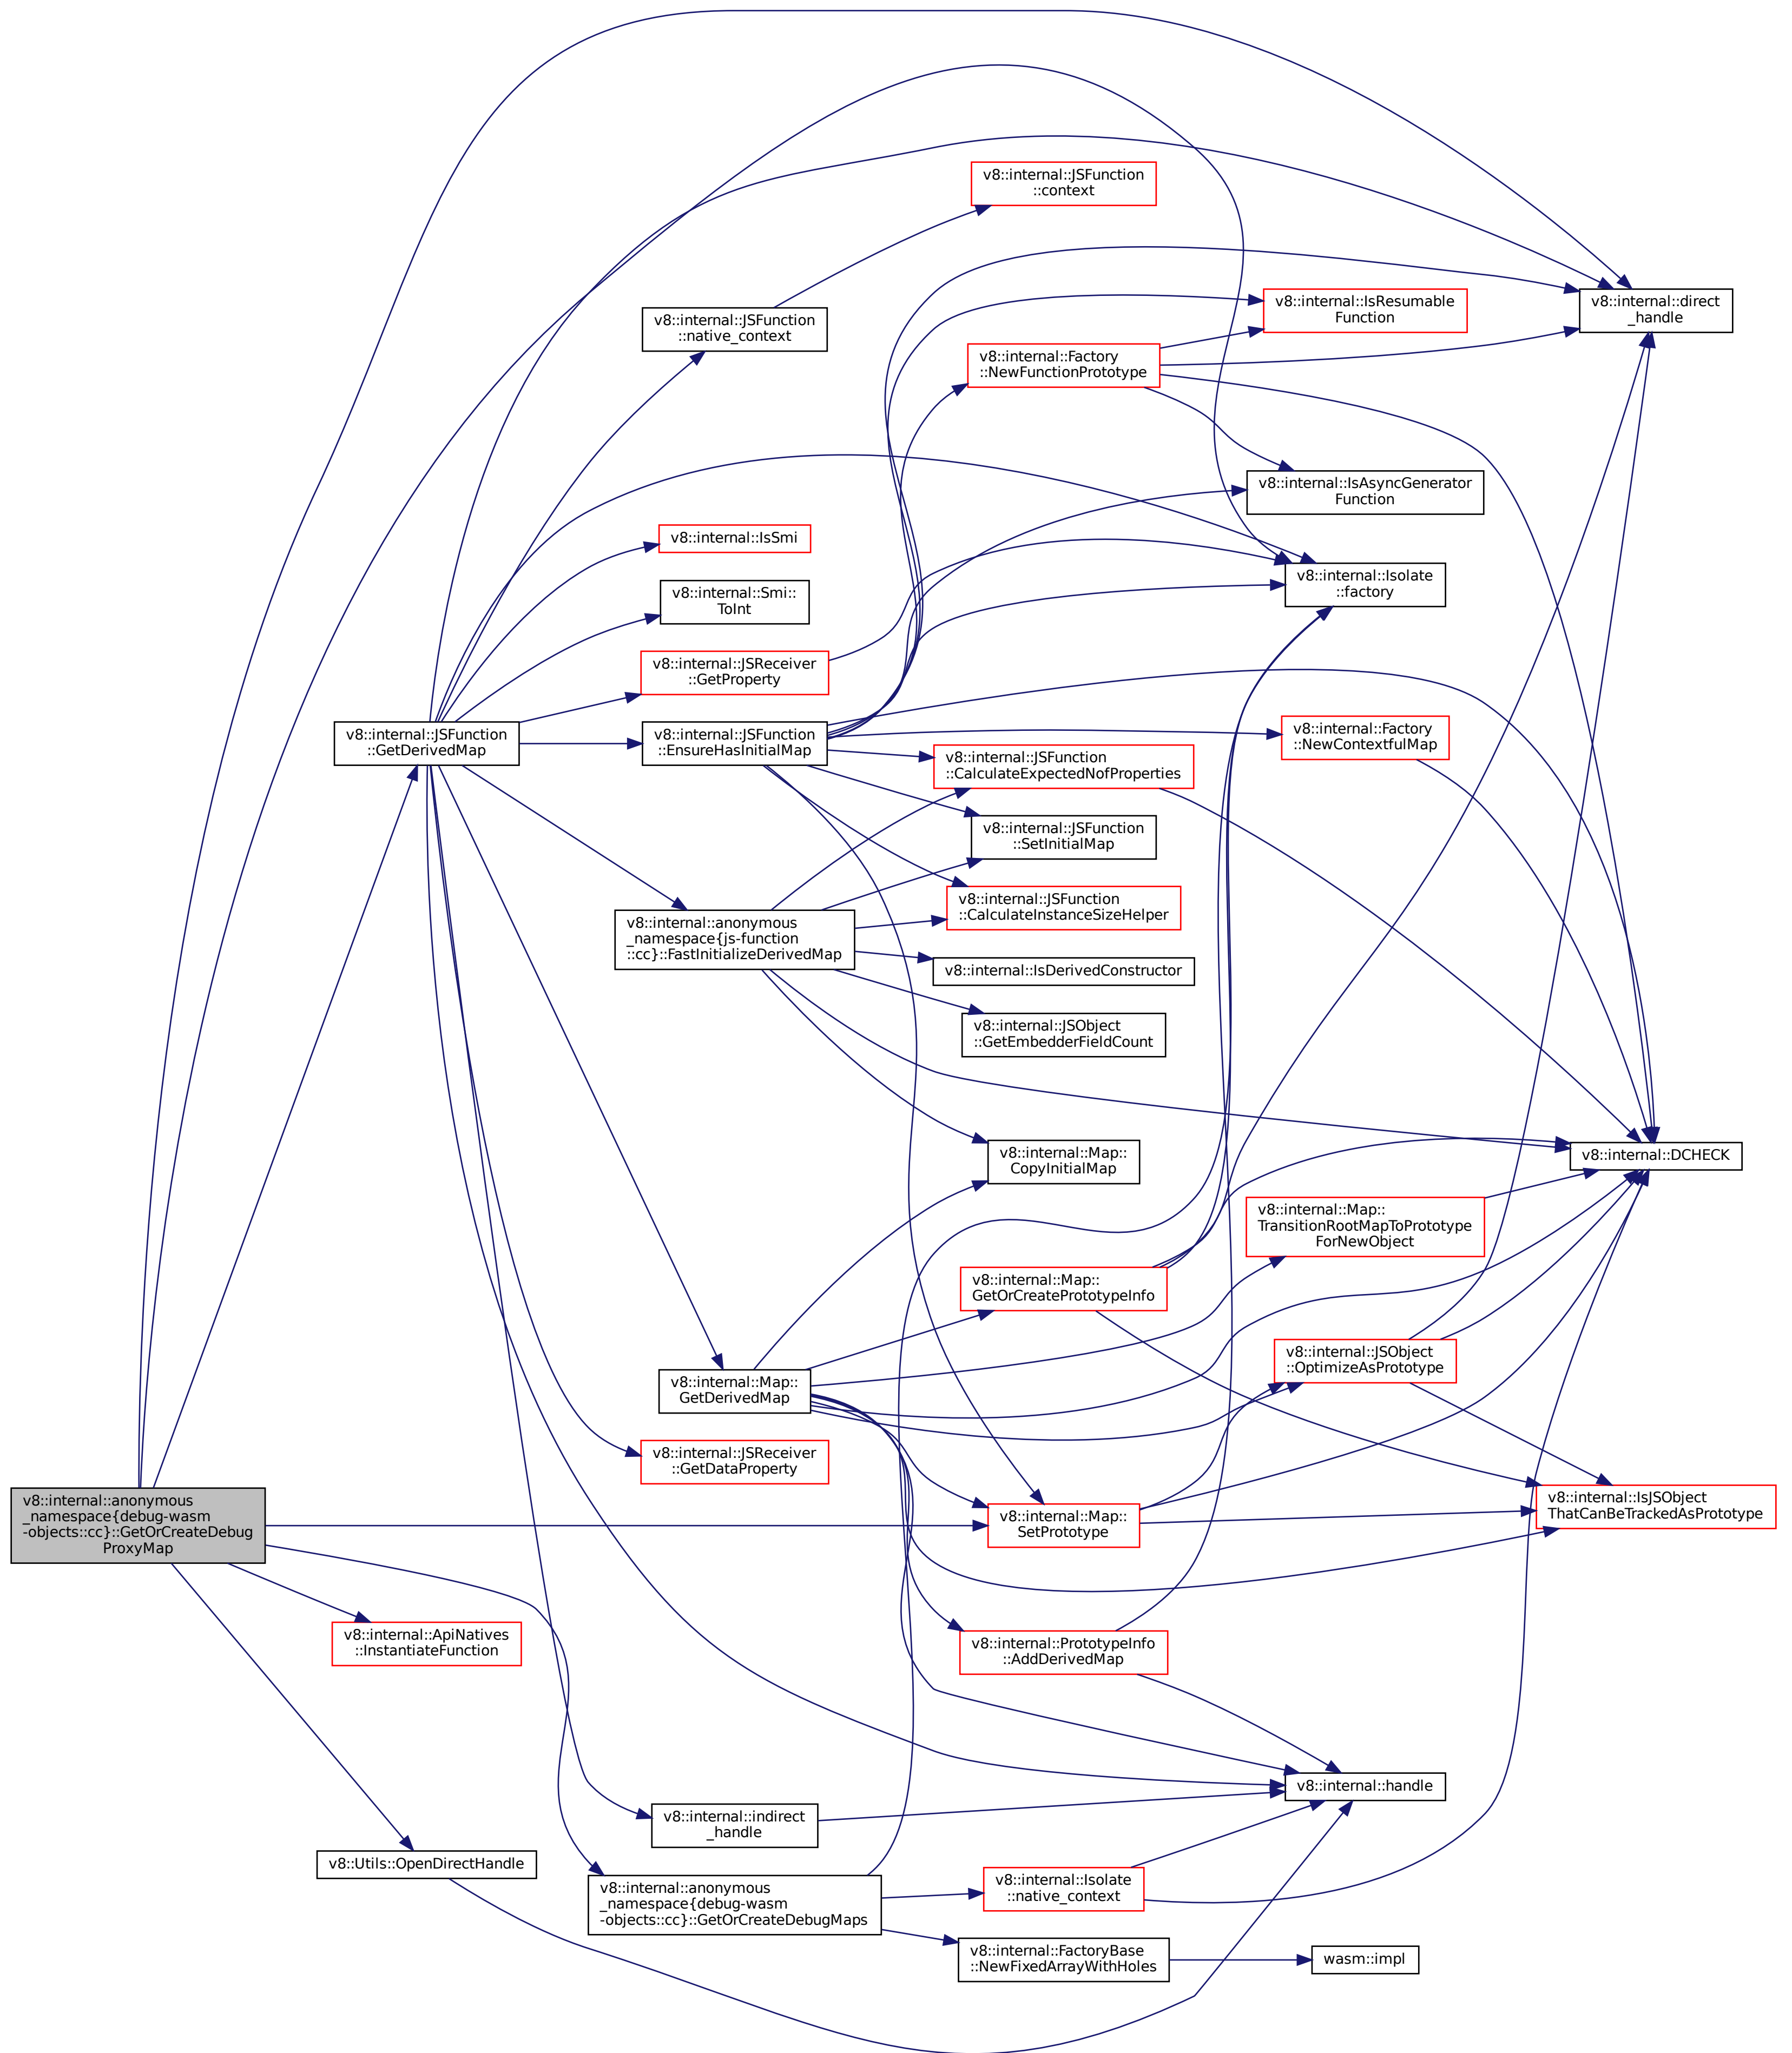 v8::internal::JSFunction
::context
v8::internal::direct
_handle
v8::internal::IsResumable
Function
v8::internal::JSFunction
::native_context
v8::internal::Factory
::NewFunctionPrototype
v8::internal::IsAsyncGenerator
Function
v8::internal::IsSmi
v8::internal::Isolate
::factory
v8::internal::Smi::
ToInt
v8::internal::JSReceiver
::GetProperty
v8::internal::JSFunction
::GetDerivedMap
v8::internal::JSFunction
::EnsureHasInitialMap
v8::internal::Factory
::NewContextfulMap
v8::internal::JSFunction
::CalculateExpectedNofProperties
v8::internal::JSFunction
::SetInitialMap
v8::internal::JSFunction
::CalculateInstanceSizeHelper
v8::internal::anonymous
_namespace{js-function
::cc}::FastInitializeDerivedMap
v8::internal::IsDerivedConstructor
v8::internal::JSObject
::GetEmbedderFieldCount
v8::internal::Map::
CopyInitialMap
v8::internal::DCHECK
v8::internal::Map::
TransitionRootMapToPrototype
ForNewObject
v8::internal::Map::
GetOrCreatePrototypeInfo
v8::internal::JSObject
::OptimizeAsPrototype
v8::internal::Map::
GetDerivedMap
v8::internal::JSReceiver
::GetDataProperty
v8::internal::anonymous
_namespace{debug-wasm
-objects::cc}::GetOrCreateDebug
ProxyMap
v8::internal::Map::
SetPrototype
v8::internal::IsJSObject
ThatCanBeTrackedAsPrototype
v8::internal::ApiNatives
::InstantiateFunction
v8::internal::PrototypeInfo
::AddDerivedMap
v8::internal::handle
v8::internal::indirect
_handle
v8::Utils::OpenDirectHandle
v8::internal::anonymous
_namespace{debug-wasm
-objects::cc}::GetOrCreateDebugMaps
v8::internal::Isolate
::native_context
v8::internal::FactoryBase
::NewFixedArrayWithHoles
wasm::impl